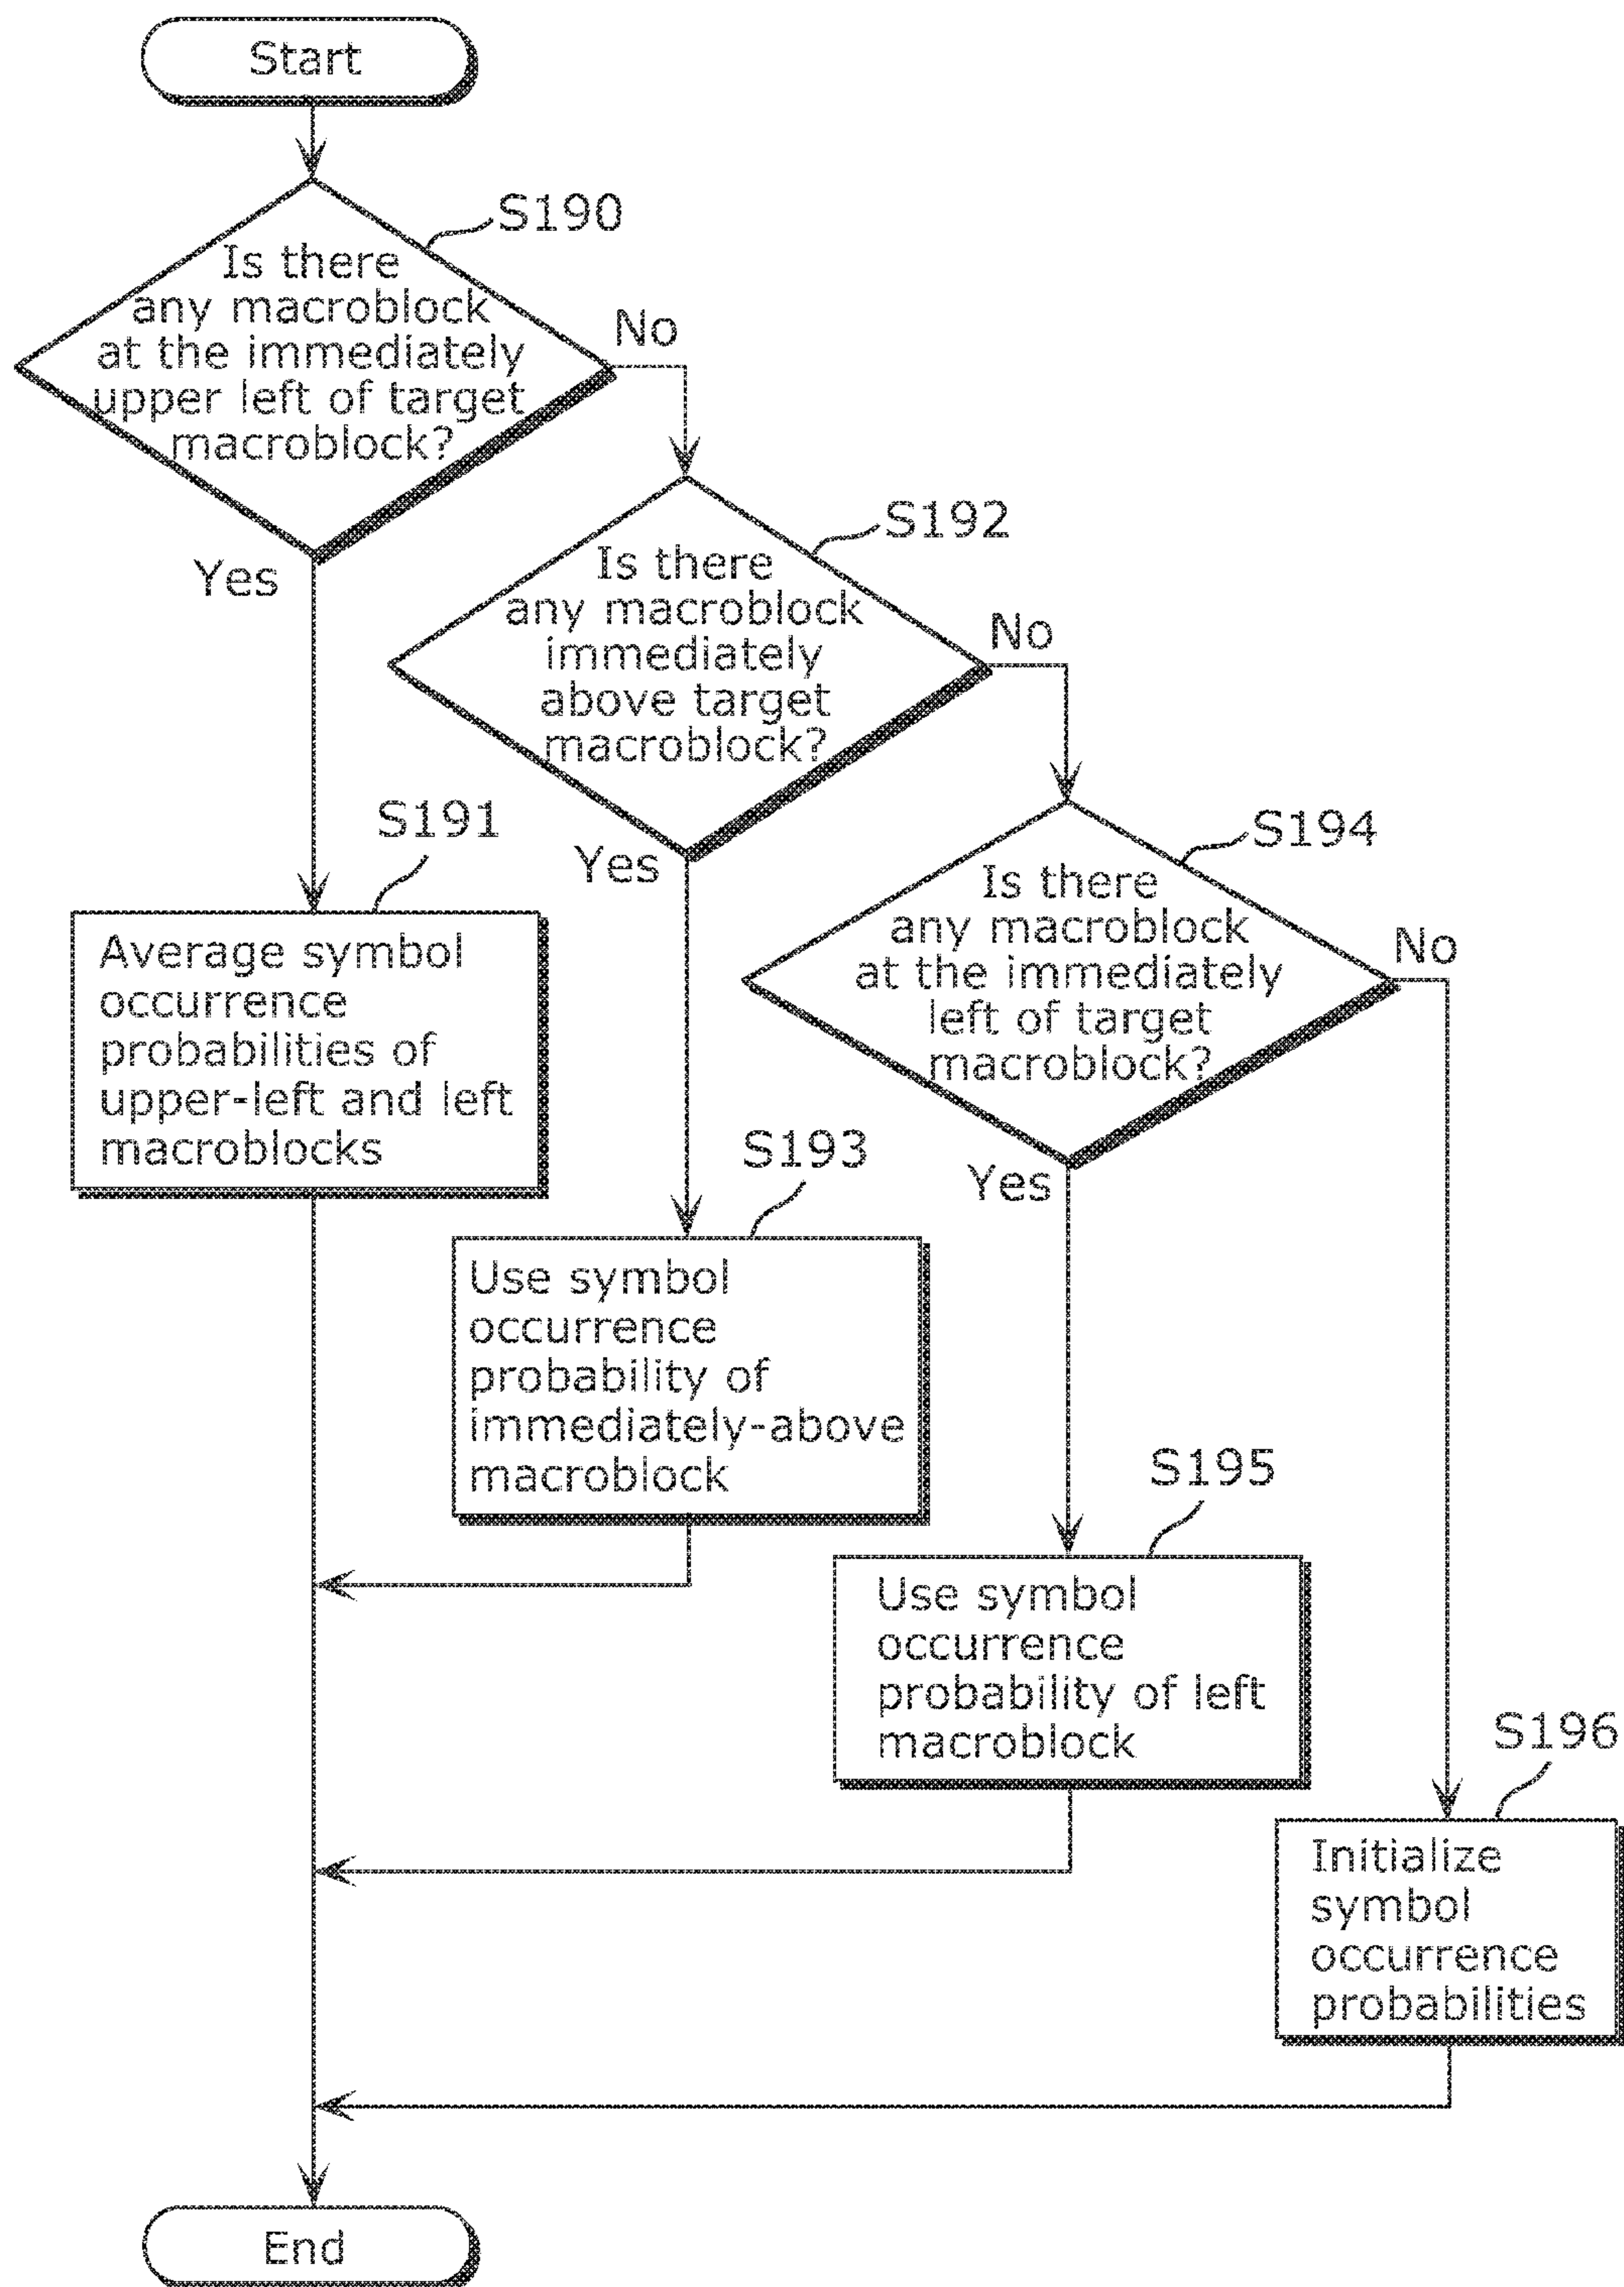 Start
S190
Is there
any macroblock
at the immediately
upper left of target
macroblock?
No
Yes
S192
Is there
any macroblock
immediately
above target
macroblock?
No
Yes
S194
Is there
any macroblock
at the immediately
left of target
macroblock?
No
Yes
S191
Average symbol
occurrence
probabilities of
upper-left and left
macroblocks
S193
Use symbol
occurrence
probability of
immediately-above
macroblock
S195
Use symbol
occurrence
probability of left
macroblock
S196
Initialize
symbol
occurrence
probabilities
End